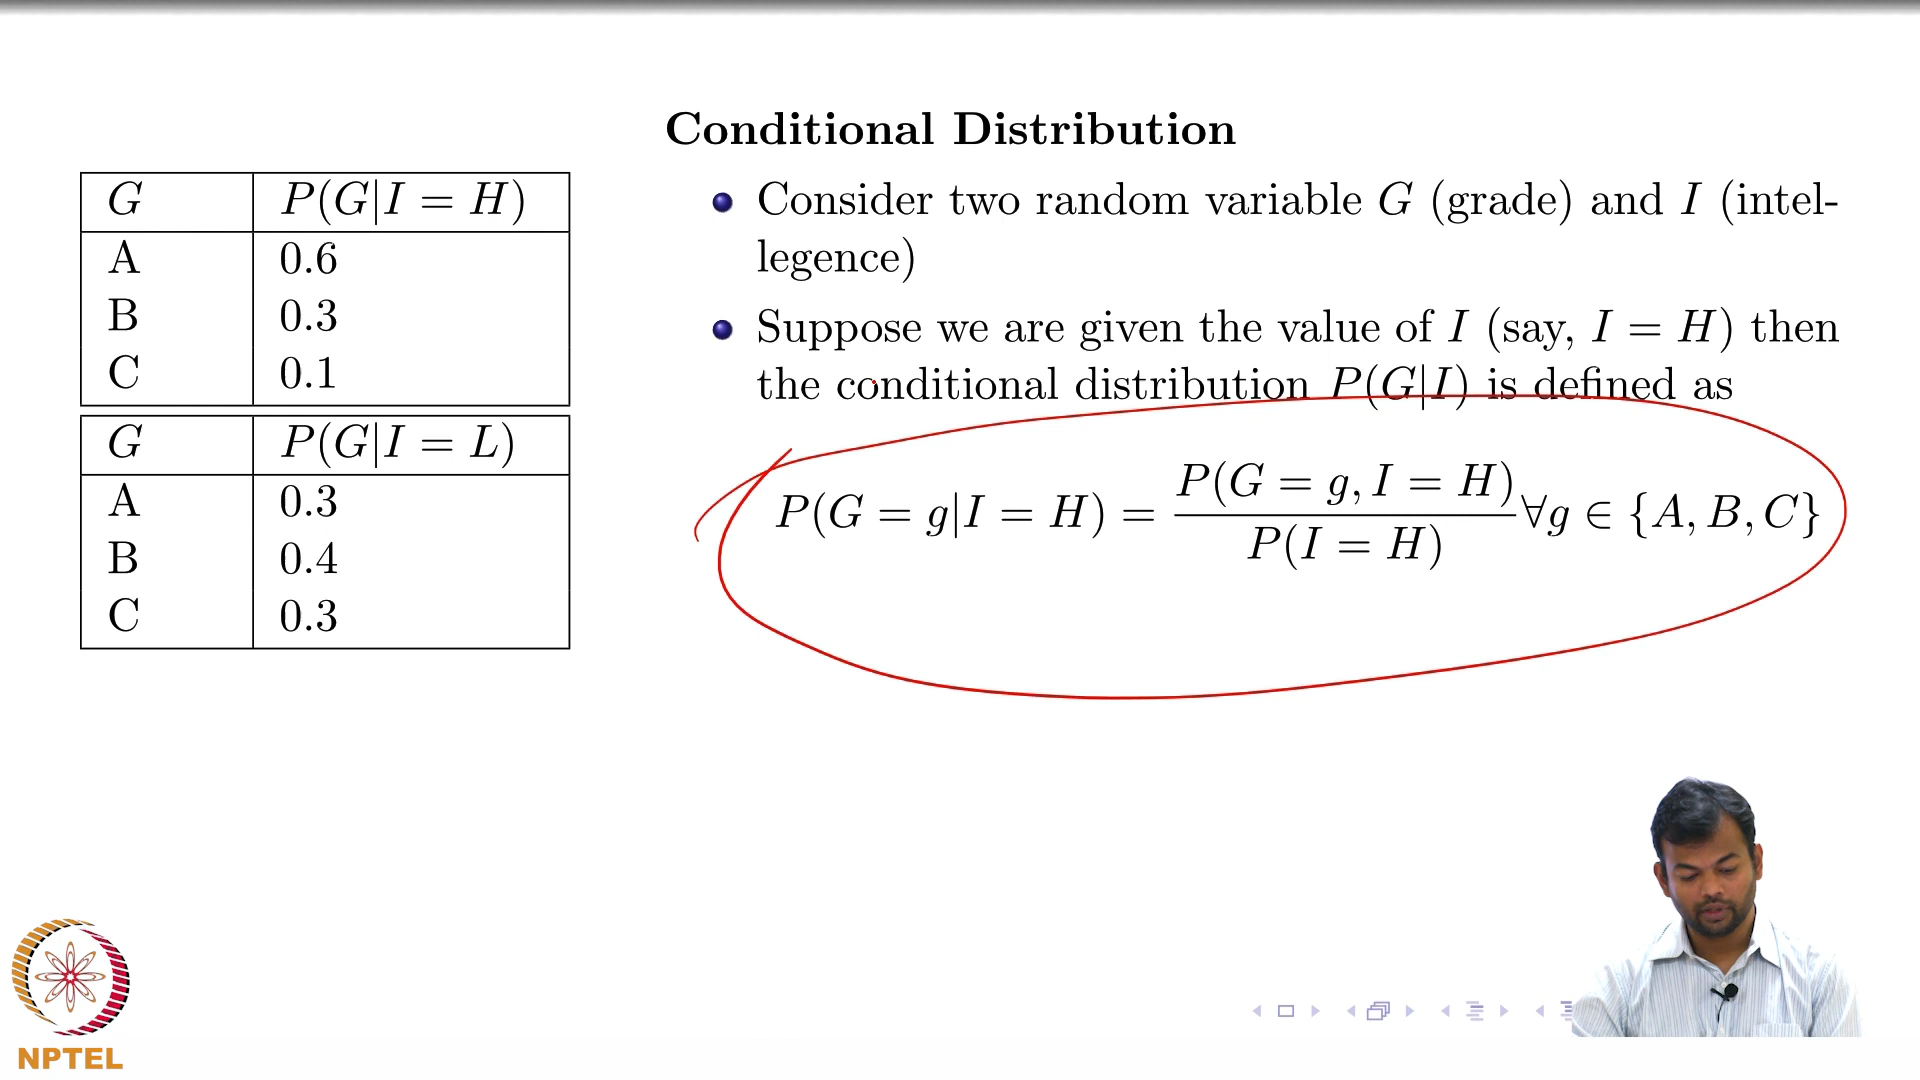 Conditional Distribution
G P(G|I = H)
A 0.6
B 0.3
C 0.1
G P(G|I = L)
A 0.3
B 0.4
C 0.3
Consider two random variable G (grade) and I (intel-
legence)
Suppose we are given the value of I (say, I = H) then
the conditional distribution P(G|I) is defined as
P(G = g|I = H) = P(G = g, I = H) / P(I = H) ∀g ∈ {A, B, C}
NPTEL